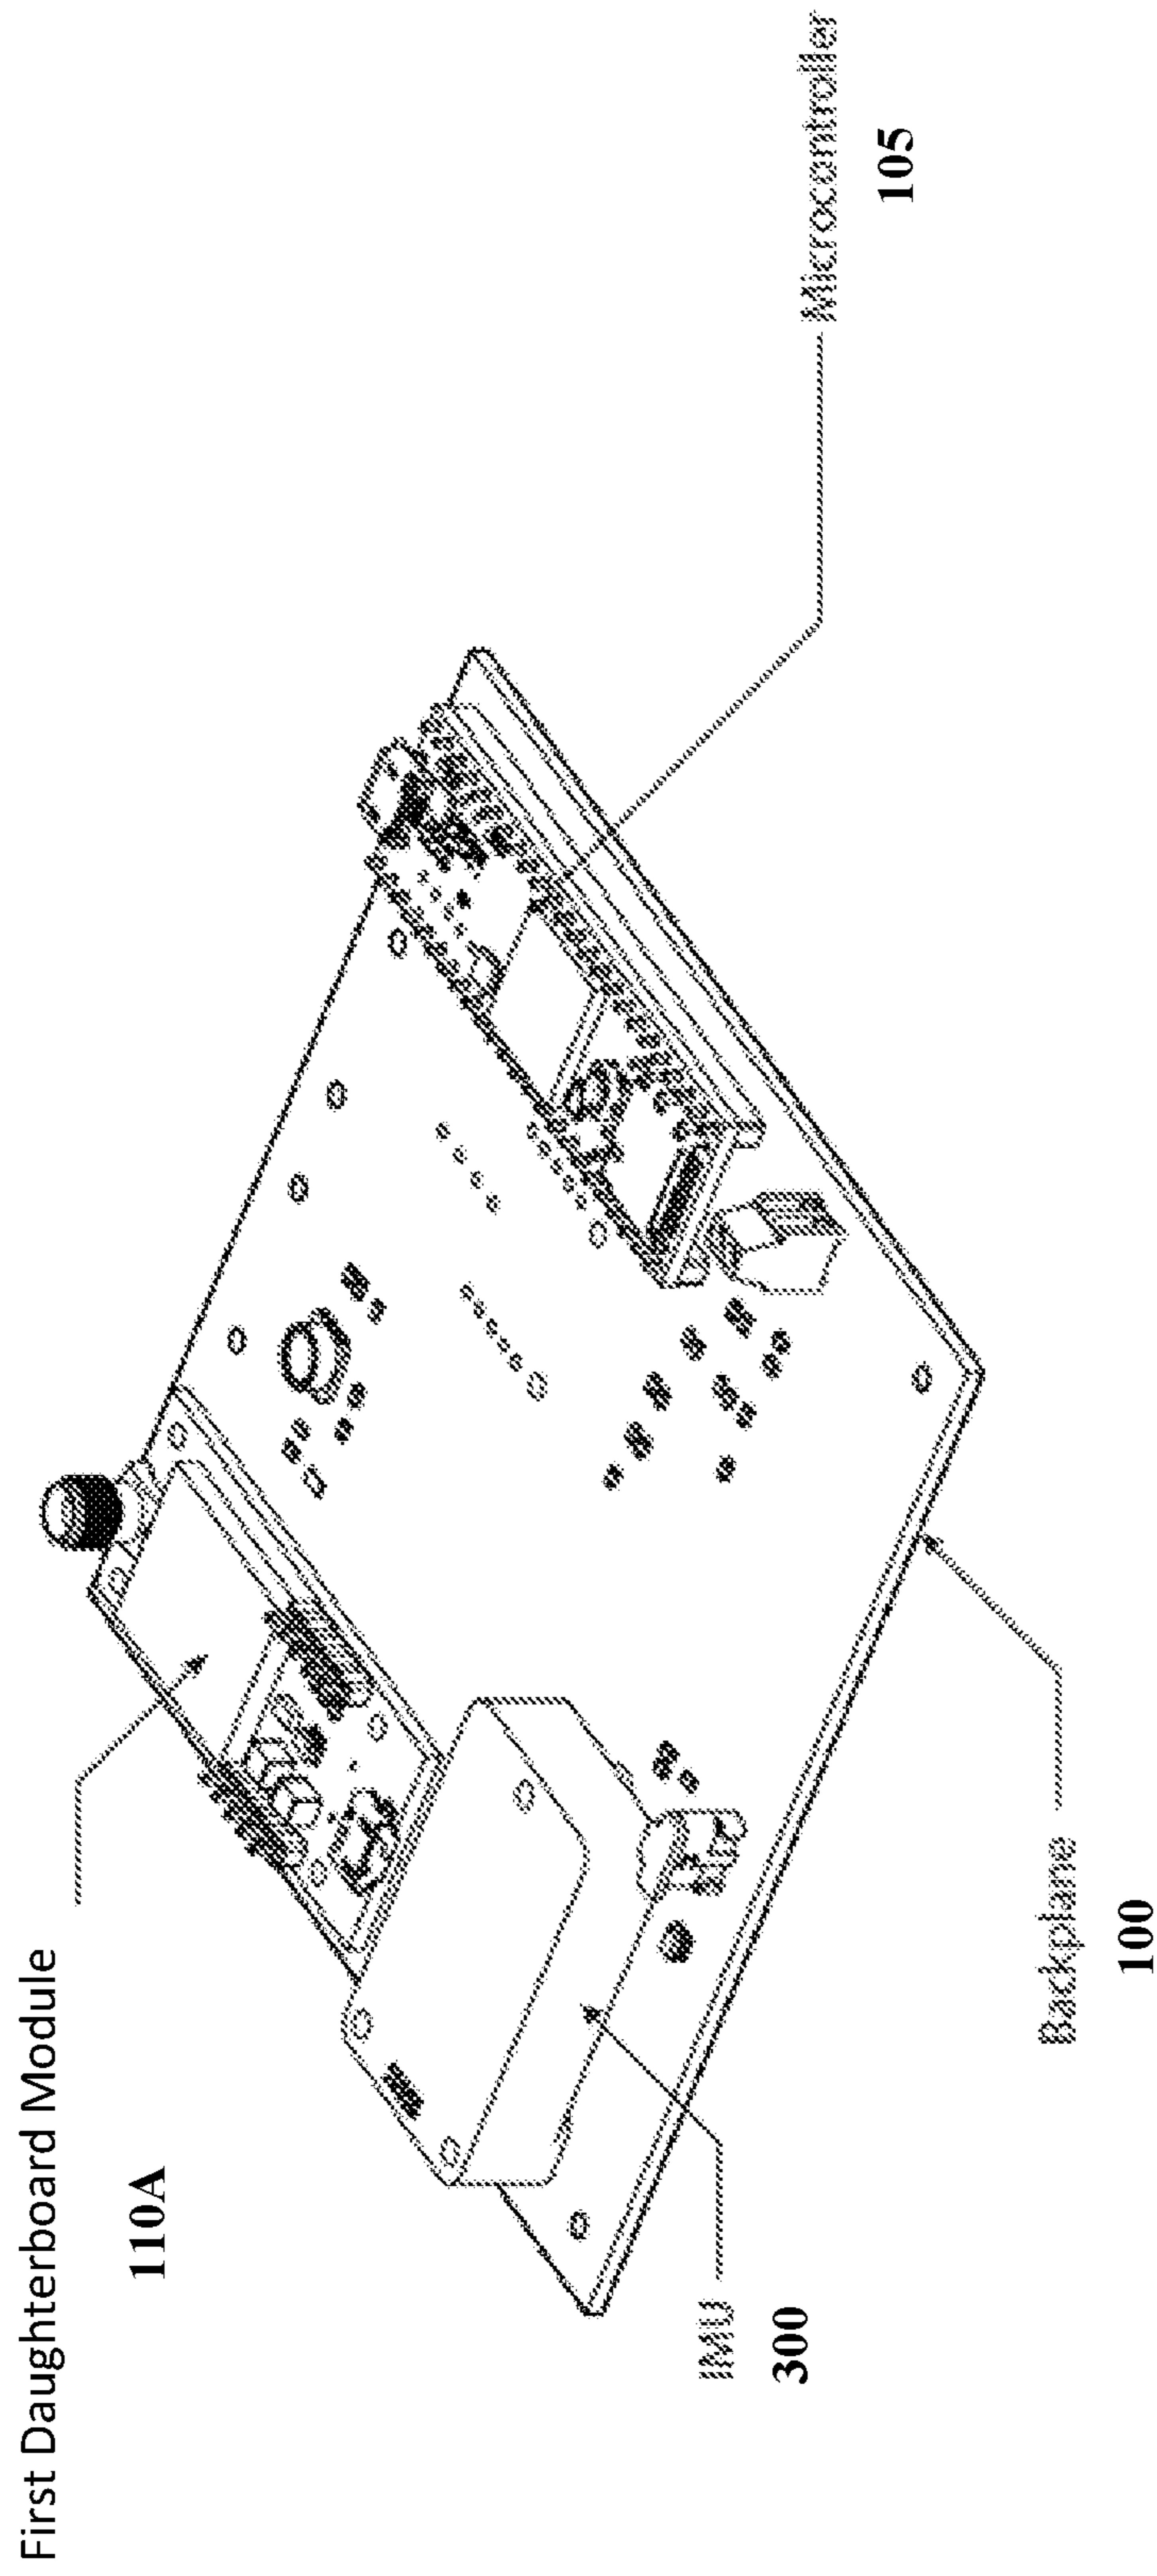 First Daughterboard Module
110A
IMU
300
Backplane
100
Microcontroller
105